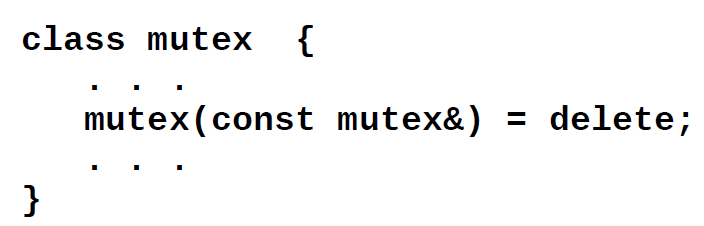 class mutex  {
   . . .
   mutex(const mutex&) = delete;
   . . .
}